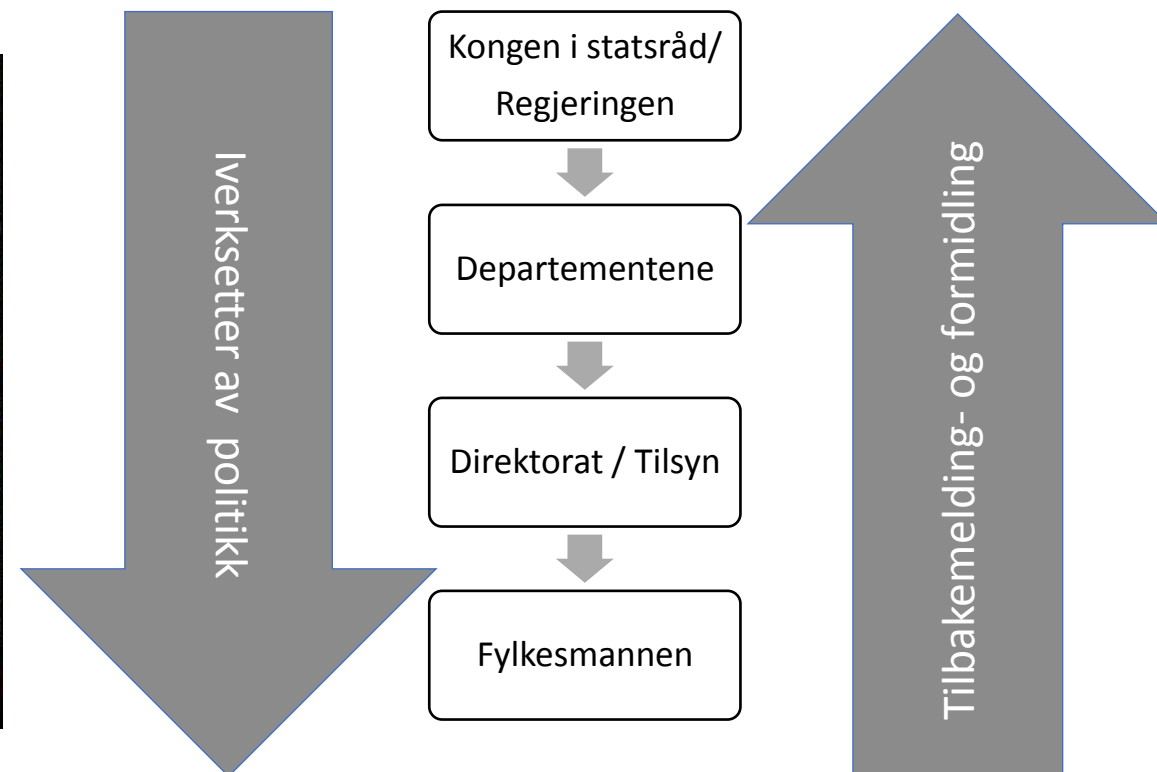 Iverksetter av politikk
Kongen i statsråd/
Regjeringen
Departementene
Direktorat / Tilsyn
Fylkesmannen
Tilbakemelding- og formidling